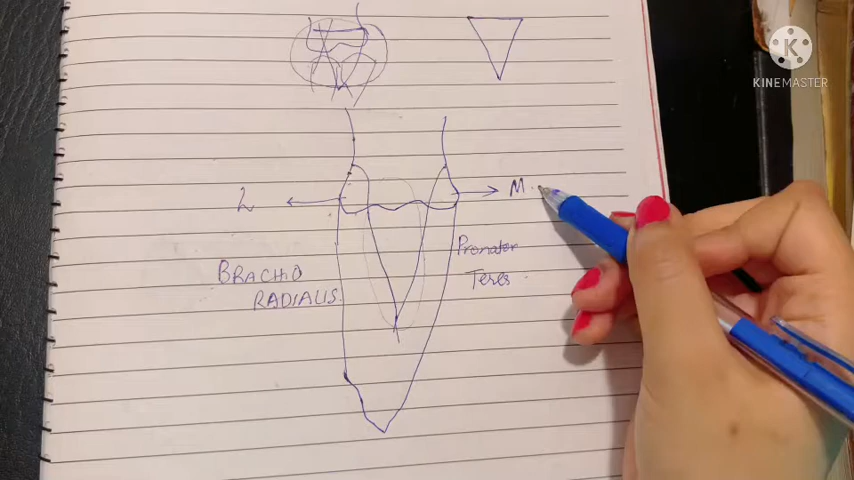 KINEMASTER
L
M.
Pronator
Teres
BRACHIO
RADIALIS